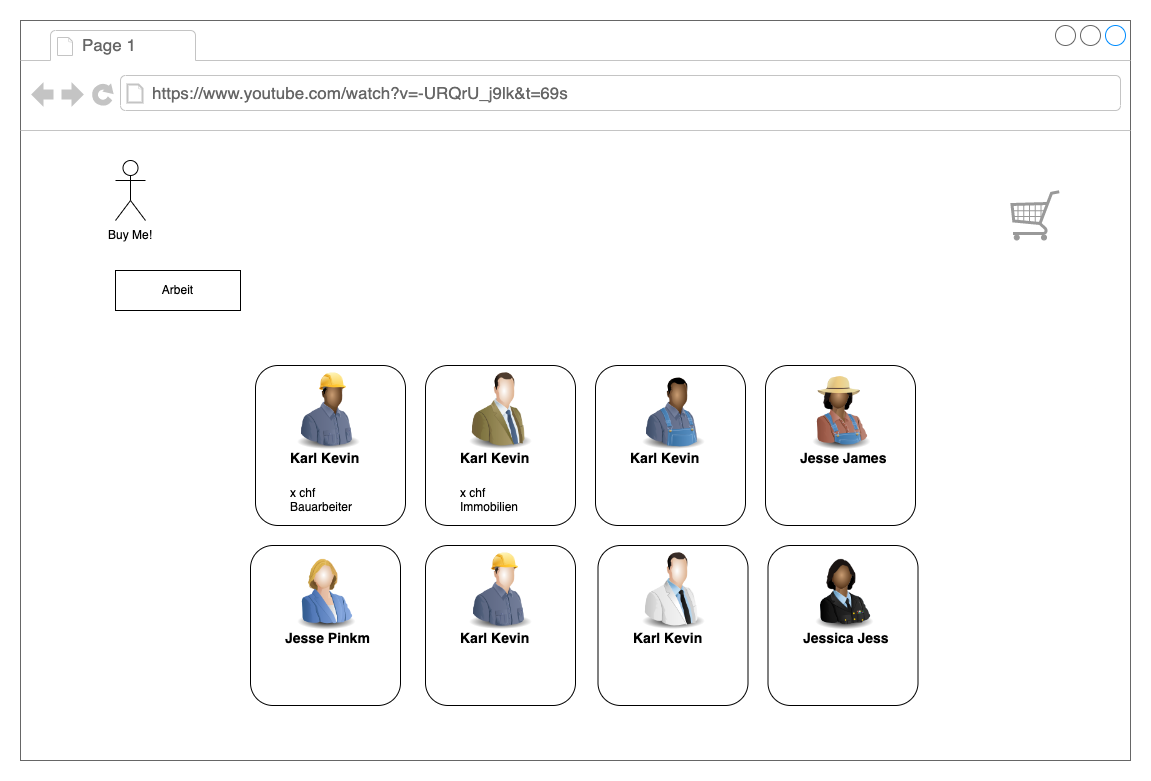 Page 1
https://www.youtube.com/watch?v=-URQrU_j9lk&t=69s
Buy Me!
Arbeit
Karl Kevin
x chf
Bauarbeiter
Karl Kevin
x chf
Immobilien
Karl Kevin
Jesse James
Jesse Pinkm
Karl Kevin
Karl Kevin
Jessica Jess